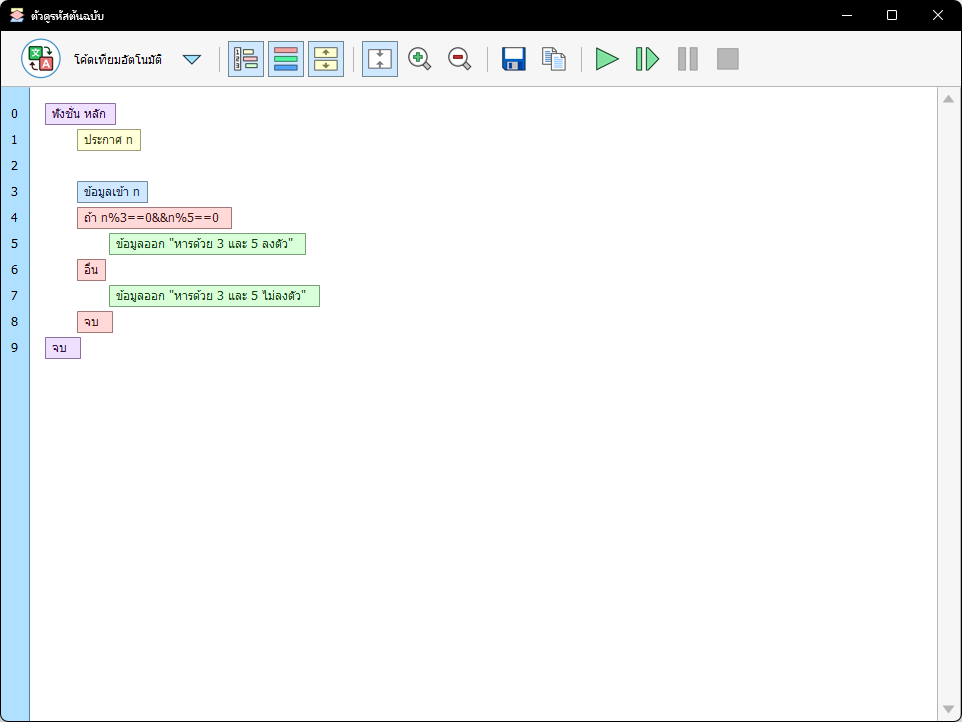 ตัวดูรหัสต้นฉบับ
โค้ดเทียมอัตโนมัติ
0 ฟังชั่น หลัก
1 ประกาศ n
2
3 ข้อมูลเข้า n
4 ถ้า n%3==0&&n%5==0
5 ข้อมูลออก "หารด้วย 3 และ 5 ลงตัว"
6 อื่น
7 ข้อมูลออก "หารด้วย 3 และ 5 ไม่ลงตัว"
8 จบ
9 จบ